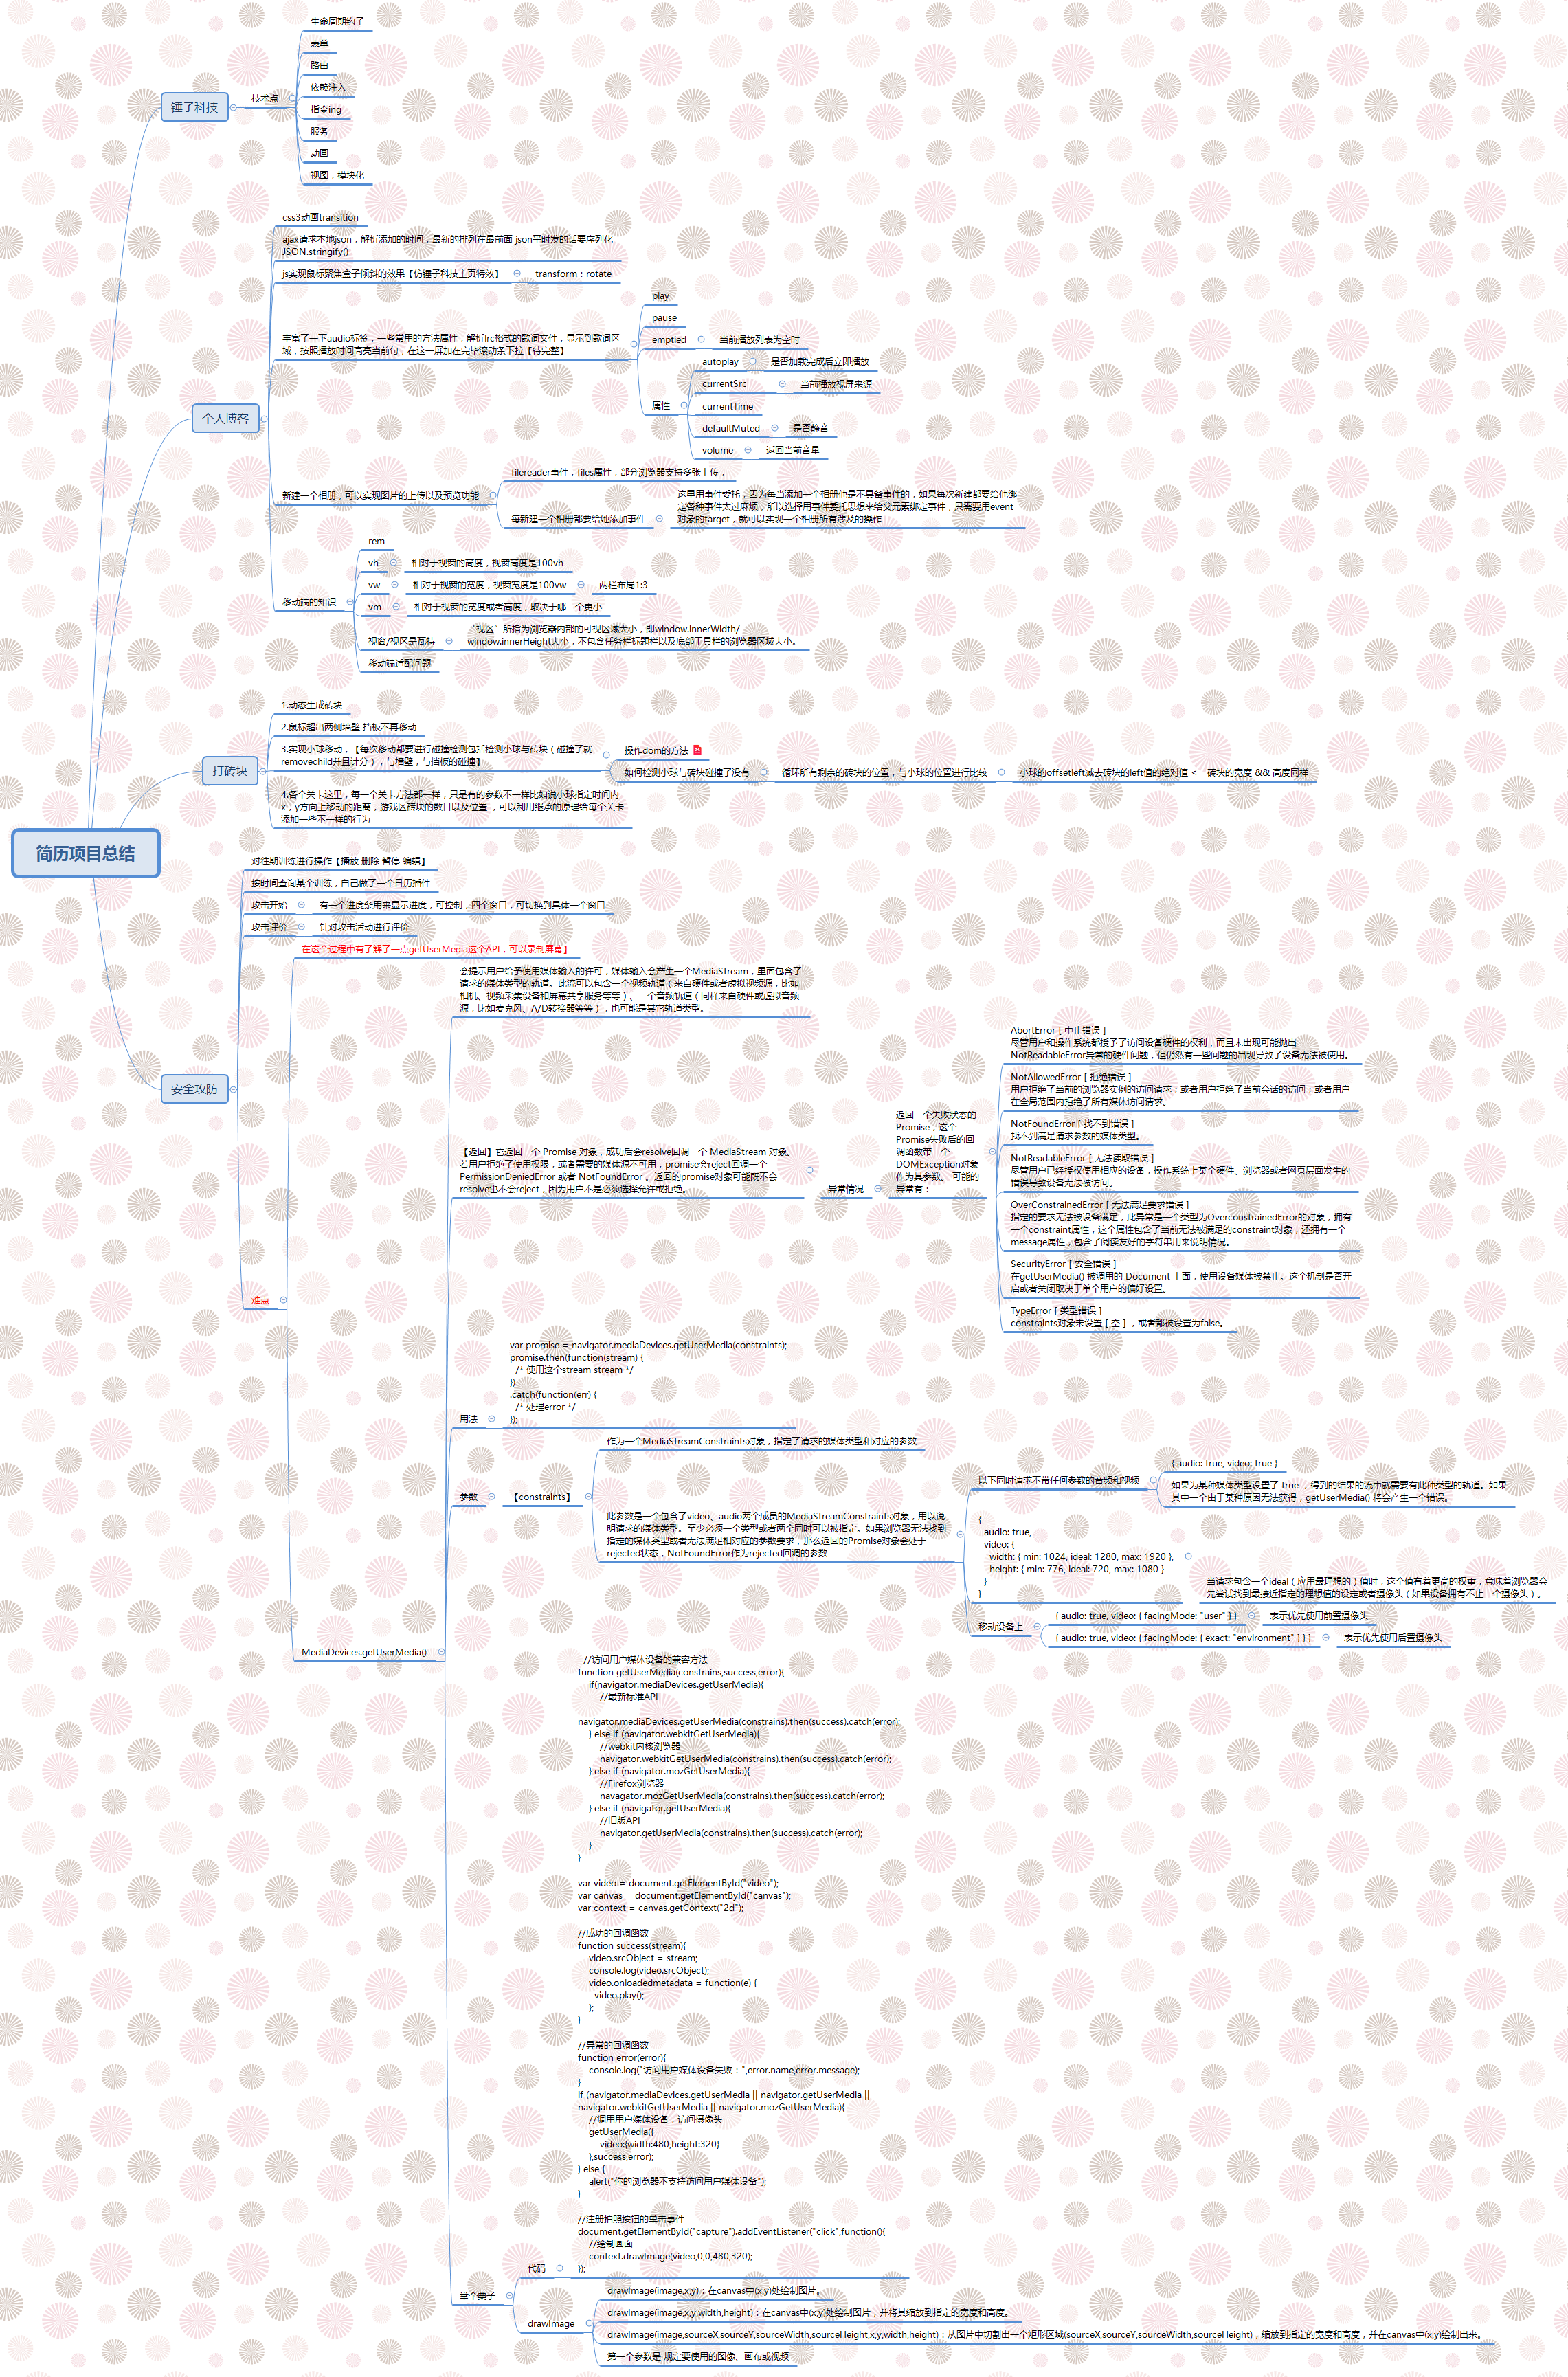 简历项目总结
锤子科技
技术点
生命周期钩子
表单
路由
依赖注入
指令ing
服务
动画
视图，模块化
个人博客
css3动画transition
ajax请求本地json，解析添加的时间，最新的排列在最前面 json平时发的话要序列化
JSON.stringify()
js实现鼠标聚焦盒子倾斜的效果【仿锤子科技主页特效】
transform：rotate
丰富了一下audio标签，一些常用的方法属性，解析lrc格式的歌词文件，显示到歌词区
域，按照播放时间高亮当前句，在这一屏加在完毕滚动条下拉【待完整】
play
pause
emptied
当前播放列表为空时
属性
autoplay
是否加载完成后立即播放
currentSrc
当前播放视屏来源
currentTime
defaultMuted
是否静音
volume
返回当前音量
新建一个相册，可以实现图片的上传以及预览功能
filereader事件，files属性，部分浏览器支持多张上传，
每新建一个相册都要给她添加事件
这里用事件委托，因为每当添加一个相册他是不具备事件的，如果每次新建都要给他绑
定各种事件太过麻烦，所以选择用事件委托思想来给父元素绑定事件，只需要用event
对象的target，就可以实现一个相册所有涉及的操作
移动端的知识
rem
vh
相对于视窗的高度，视窗高度是100vh
vw
相对于视窗的宽度，视窗宽度是100vw
两栏布局1:3
vm
相对于视窗的宽度或者高度，取决于哪一个更小
视窗/视区是瓦特
“视区”所指为浏览器内部的可视区域大小，即window.innerWidth/
window.innerHeight大小，不包含任务栏标题栏以及底部工具栏的浏览器区域大小。
移动端适配问题
打砖块
1.动态生成砖块
2.鼠标超出两侧墙壁 挡板不再移动
3.实现小球移动，【每次移动都要进行碰撞检测包括检测小球与砖块（碰撞了就
removechild并且计分），与墙壁，与挡板的碰撞】
操作dom的方法
如何检测小球与砖块碰撞了没有
循环所有剩余的砖块的位置，与小球的位置进行比较
小球的offsetleft减去砖块的left值的绝对值 <= 砖块的宽度 && 高度同样
4.各个关卡这里，每一个关卡方法都一样，只是有的参数不一样比如说小球指定时间内
x，y方向上移动的距离，游戏区砖块的数目以及位置 ，可以利用继承的原理给每个关卡
添加一些不一样的行为
安全攻防
对往期训练进行操作【播放 删除 暂停 编辑】
按时间查询某个训练，自己做了一个日历插件
攻击开始
有一个进度条用来显示进度，可控制，四个窗口，可切换到具体一个窗口
攻击评价
针对攻击活动进行评价
难点
在这个过程中有了解了一点getUserMedia这个API，可以录制屏幕】
MediaDevices.getUserMedia()
会提示用户给予使用媒体输入的许可，媒体输入会产生一个MediaStream，里面包含了
请求的媒体类型的轨道。此流可以包含一个视频轨道（来自硬件或者虚拟视频源，比如
相机、视频采集设备和屏幕共享服务等等）、一个音频轨道（同样来自硬件或虚拟音频
源，比如麦克风、A/D转换器等等），也可能是其它轨道类型。
【返回】它返回一个 Promise 对象，成功后会resolve回调一个 MediaStream 对象。
若用户拒绝了使用权限，或者需要的媒体源不可用，promise会reject回调一个
PermissionDeniedError 或者 NotFoundError 。返回的promise对象可能既不会
resolve也不会reject，因为用户不是必须选择允许或拒绝。
异常情况
返回一个失败状态的
Promise，这个
Promise失败后的回
调函数带一个
DOMException对象
作为其参数。 可能的
异常有：
AbortError [ 中止错误 ]
尽管用户和操作系统都授予了访问设备硬件的权利，而且未出现可能抛出
NotReadableError异常的硬件问题，但仍然有一些问题的出现导致了设备无法被使用。
NotAllowedError [ 拒绝错误 ]
用户拒绝了当前的浏览器实例的访问请求；或者用户拒绝了当前会话的访问；或者用户
在全局范围内拒绝了所有媒体访问请求。
NotFoundError [ 找不到错误 ]
找不到满足请求参数的媒体类型。
NotReadableError [ 无法读取错误 ]
尽管用户已经授权使用相应的设备，操作系统上某个硬件、浏览器或者网页层面发生的
错误导致设备无法被访问。
OverConstrainedError [ 无法满足要求错误 ]
指定的要求无法被设备满足，此异常是一个类型为OverconstrainedError的对象，拥有
一个constraint属性，这个属性包含了当前无法被满足的constraint对象，还拥有一个
message属性，包含了阅读友好的字符串用来说明情况。
SecurityError [ 安全错误 ]
在getUserMedia() 被调用的 Document 上面，使用设备媒体被禁止。这个机制是否开
启或者关闭取决于单个用户的偏好设置。
TypeError [ 类型错误 ]
constraints对象未设置 [ 空 ] ，或者都被设置为false。
用法
var promise = navigator.mediaDevices.getUserMedia(constraints);
promise.then(function(stream) {
/* 使用这个stream stream */
})
.catch(function(err) {
/* 处理error */
});
参数
【constraints】
作为一个MediaStreamConstraints对象，指定了请求的媒体类型和对应的参数
此参数是一个包含了video、audio两个成员的MediaStreamConstraints对象，用以说
明请求的媒体类型。至少必须一个类型或者两个同时可以被指定。如果浏览器无法找到
指定的媒体类型或者无法满足相对应的参数要求，那么返回的Promise对象会处于
rejected状态，NotFoundError作为rejected回调的参数
以下同时请求不带任何参数的音频和视频
{ audio: true, video: true }
如果为某种媒体类型设置了 true ，得到的结果的流中就需要有此种类型的轨道。如果
其中一个由于某种原因无法获得，getUserMedia() 将会产生一个错误。
{
audio: true,
video: {
width: { min: 1024, ideal: 1280, max: 1920 },
height: { min: 776, ideal: 720, max: 1080 }
}
}
当请求包含一个ideal（应用最理想的）值时，这个值有着更高的权重，意味着浏览器会
先尝试找到最接近指定的理想值的设定或者摄像头（如果设备拥有不止一个摄像头）。
移动设备上
{ audio: true, video: { facingMode: "user" } }
表示优先使用前置摄像头
{ audio: true, video: { facingMode: { exact: "environment" } } }
表示优先使用后置摄像头
举个栗子
代码
//访问用户媒体设备的兼容方法
function getUserMedia(constrains,success,error){
if(navigator.mediaDevices.getUserMedia){
//最新标准API
navigator.mediaDevices.getUserMedia(constrains).then(success).catch(error);
} else if (navigator.webkitGetUserMedia){
//webkit内核浏览器
navigator.webkitGetUserMedia(constrains).then(success).catch(error);
} else if (navigator.mozGetUserMedia){
//Firefox浏览器
navagator.mozGetUserMedia(constrains).then(success).catch(error);
} else if (navigator.getUserMedia){
//旧版API
navigator.getUserMedia(constrains).then(success).catch(error);
}
}
var video = document.getElementById("video");
var canvas = document.getElementById("canvas");
var context = canvas.getContext("2d");
//成功的回调函数
function success(stream){
video.srcObject = stream;
console.log(video.srcObject);
video.onloadedmetadata = function(e) {
video.play();
};
}
//异常的回调函数
function error(error){
console.log("访问用户媒体设备失败：",error.name,error.message);
}
if (navigator.mediaDevices.getUserMedia || navigator.getUserMedia ||
navigator.webkitGetUserMedia || navigator.mozGetUserMedia){
//调用用户媒体设备，访问摄像头
getUserMedia({
video:{width:480,height:320}
},success,error);
} else {
alert("你的浏览器不支持访问用户媒体设备");
}
//注册拍照按钮的单击事件
document.getElementById("capture").addEventListener("click",function(){
//绘制画面
context.drawImage(video,0,0,480,320);
});
drawImage
drawImage(image,x,y)：在canvas中(x,y)处绘制图片。
drawImage(image,x,y,width,height)：在canvas中(x,y)处绘制图片，并将其缩放到指定的宽度和高度。
drawImage(image,sourceX,sourceY,sourceWidth,sourceHeight,x,y,width,height)：从图片中切割出一个矩形区域(sourceX,sourceY,sourceWidth,sourceHeight)，缩放到指定的宽度和高度，并在canvas中(x,y)绘制出来。
第一个参数是 规定要使用的图像、画布或视频